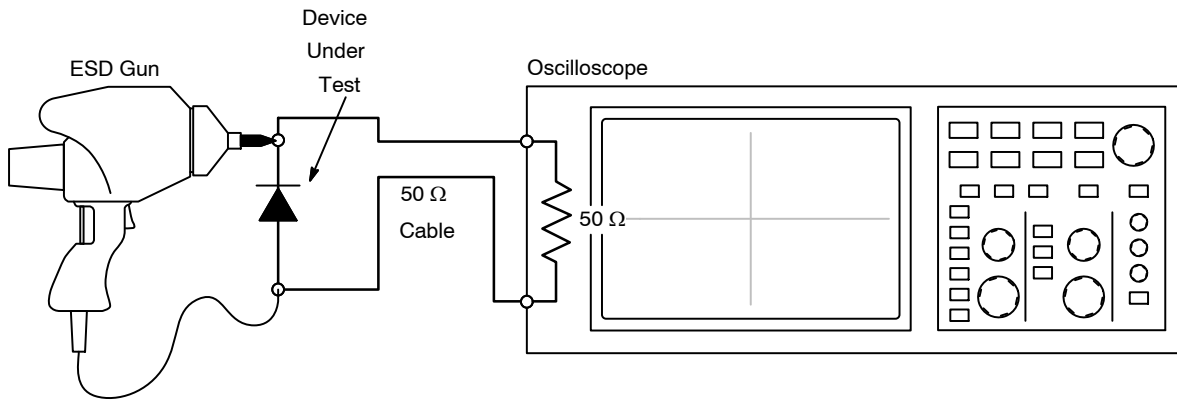 Device
Under
Test
ESD Gun
Oscilloscope
50 Ω
Cable
50 Ω